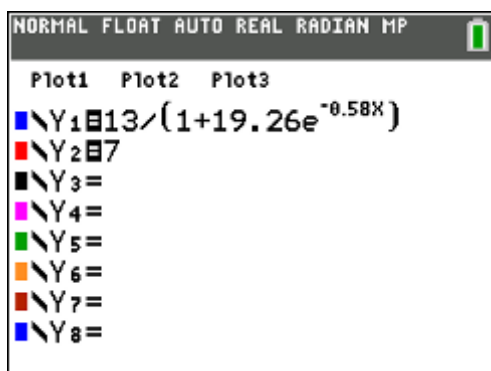 NORMAL FLOAT AUTO REAL RADIAN MP
Plot1 Plot2 Plot3
\Y₁=13/(1+19.26e^-0.58X)
\Y₂=7
\Y₃=
\Y₄=
\Y₅=
\Y₆=
\Y₇=
\Y₈=